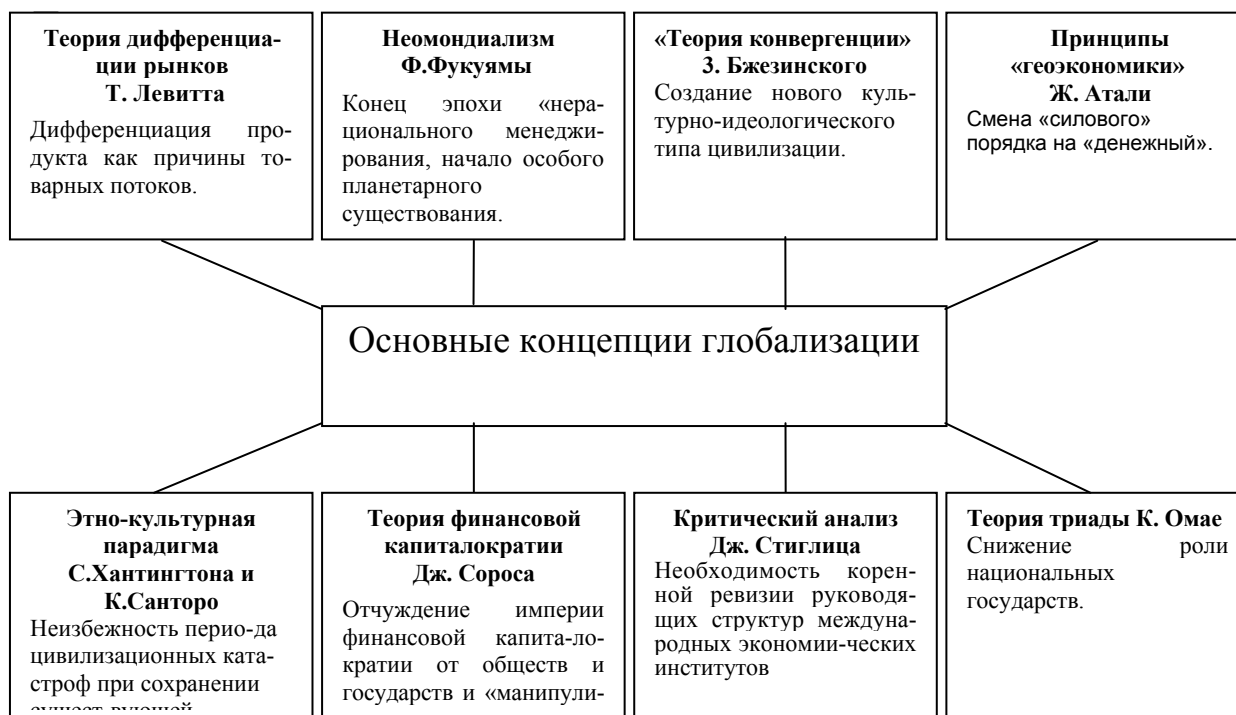 Теория дифференциа-
ции рынков
Т. Левитта
Дифференциация про-
дукта как причины то-
варных потоков.
Неомондиализм
Ф.Фукуямы
Конец эпохи «нера-
ционального менеджи-
рования, начало особого
планетарного
существования.
«Теория конвергенции»
З. Бжезинского
Создание нового куль-
турно-идеологического
типа цивилизации.
Принципы
«геоэкономики»
Ж. Атали
Смена «силового»
порядка на «денежный».
Основные концепции глобализации
Этно-культурная
парадигма
С.Хантингтона и
К.Санторо
Неизбежность перио-да
цивилизационных ката-
строф при сохранении
сущест-вующей
Теория финансовой
капиталократии
Дж. Сороса
Отчуждение империи
финансовой капита-ло-
кратии от обществ и
государств и «манипули-
Критический анализ
Дж. Стиглица
Необходимость корен-
ной ревизии руководя-
щих структур междуна-
родных экономии-ческих
институтов
Теория триады К. Омае
Снижение роли
национальных
государств.